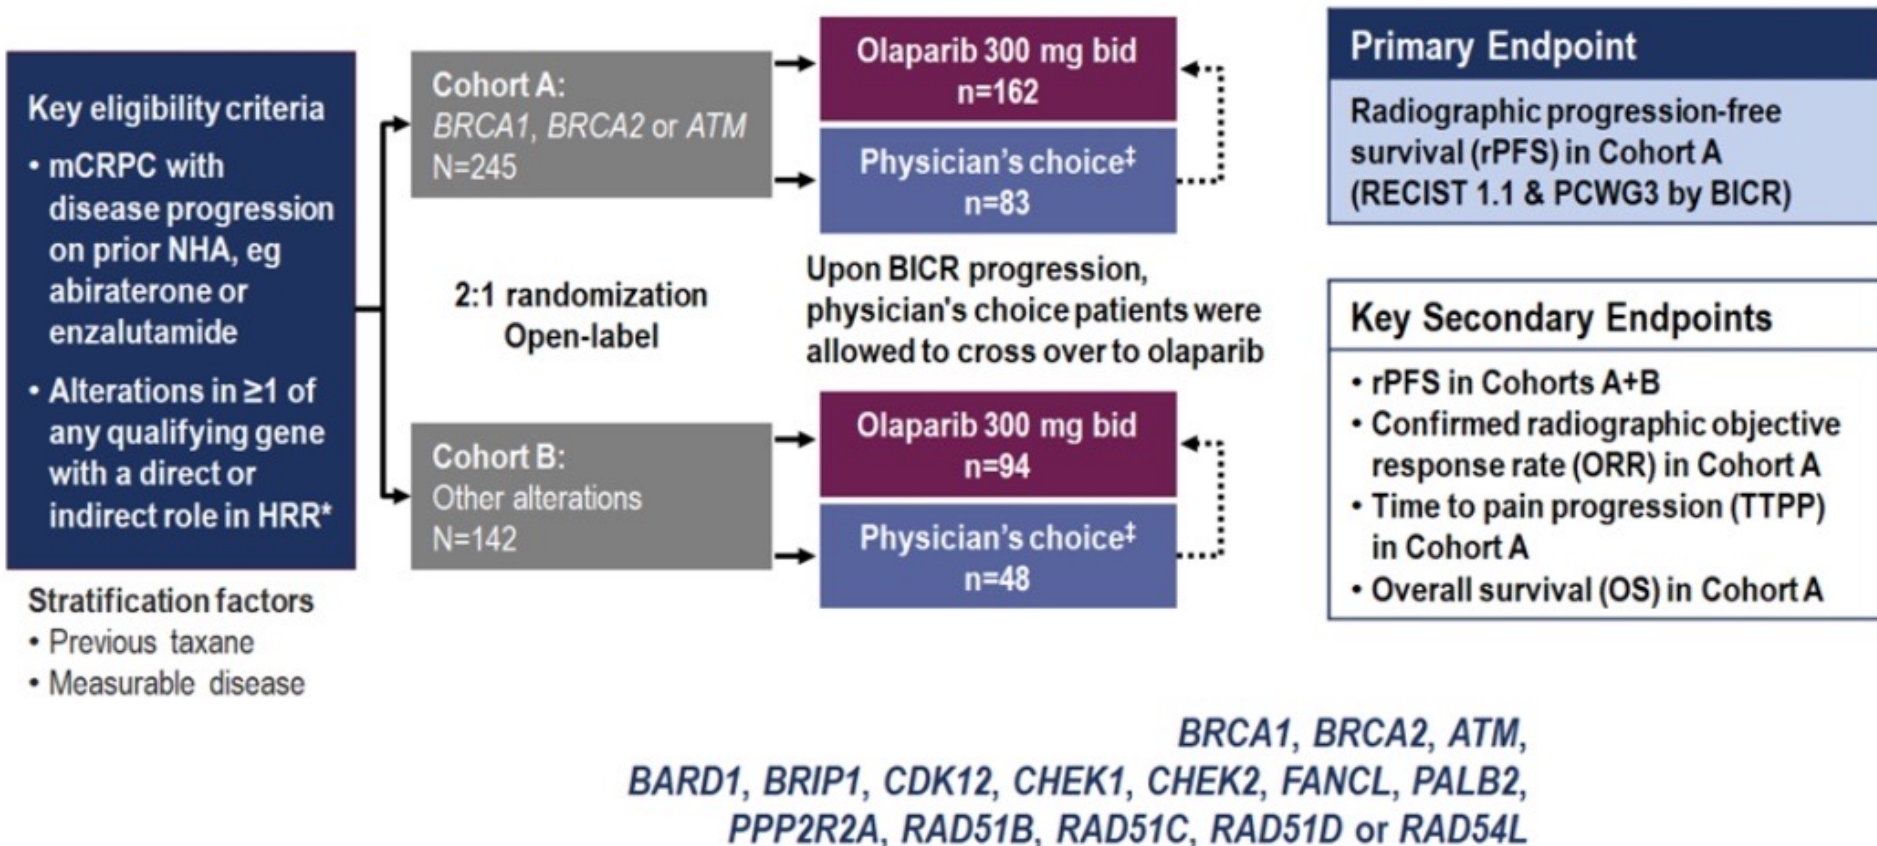 Key eligibility criteria
• mCRPC with
disease progression
on prior NHA, eg
abiraterone or
enzalutamide
• Alterations in ≥1 of
any qualifying gene
with a direct or
indirect role in HRR*
Stratification factors
• Previous taxane
• Measurable disease
Cohort A:
BRCA1, BRCA2 or ATM
N=245
2:1 randomization
Open-label
Cohort B:
Other alterations
N=142
Olaparib 300 mg bid
n=162
Physician's choice‡
n=83
Upon BICR progression,
physician's choice patients were
allowed to cross over to olaparib
Olaparib 300 mg bid
n=94
Physician's choice‡
n=48
Primary Endpoint
Radiographic progression-free
survival (rPFS) in Cohort A
(RECIST 1.1 & PCWG3 by BICR)
Key Secondary Endpoints
• rPFS in Cohorts A+B
• Confirmed radiographic objective
response rate (ORR) in Cohort A
• Time to pain progression (TTPP)
in Cohort A
• Overall survival (OS) in Cohort A
BRCA1, BRCA2, ATM,
BARD1, BRIP1, CDK12, CHEK1, CHEK2, FANCL, PALB2,
PPP2R2A, RAD51B, RAD51C, RAD51D or RAD54L